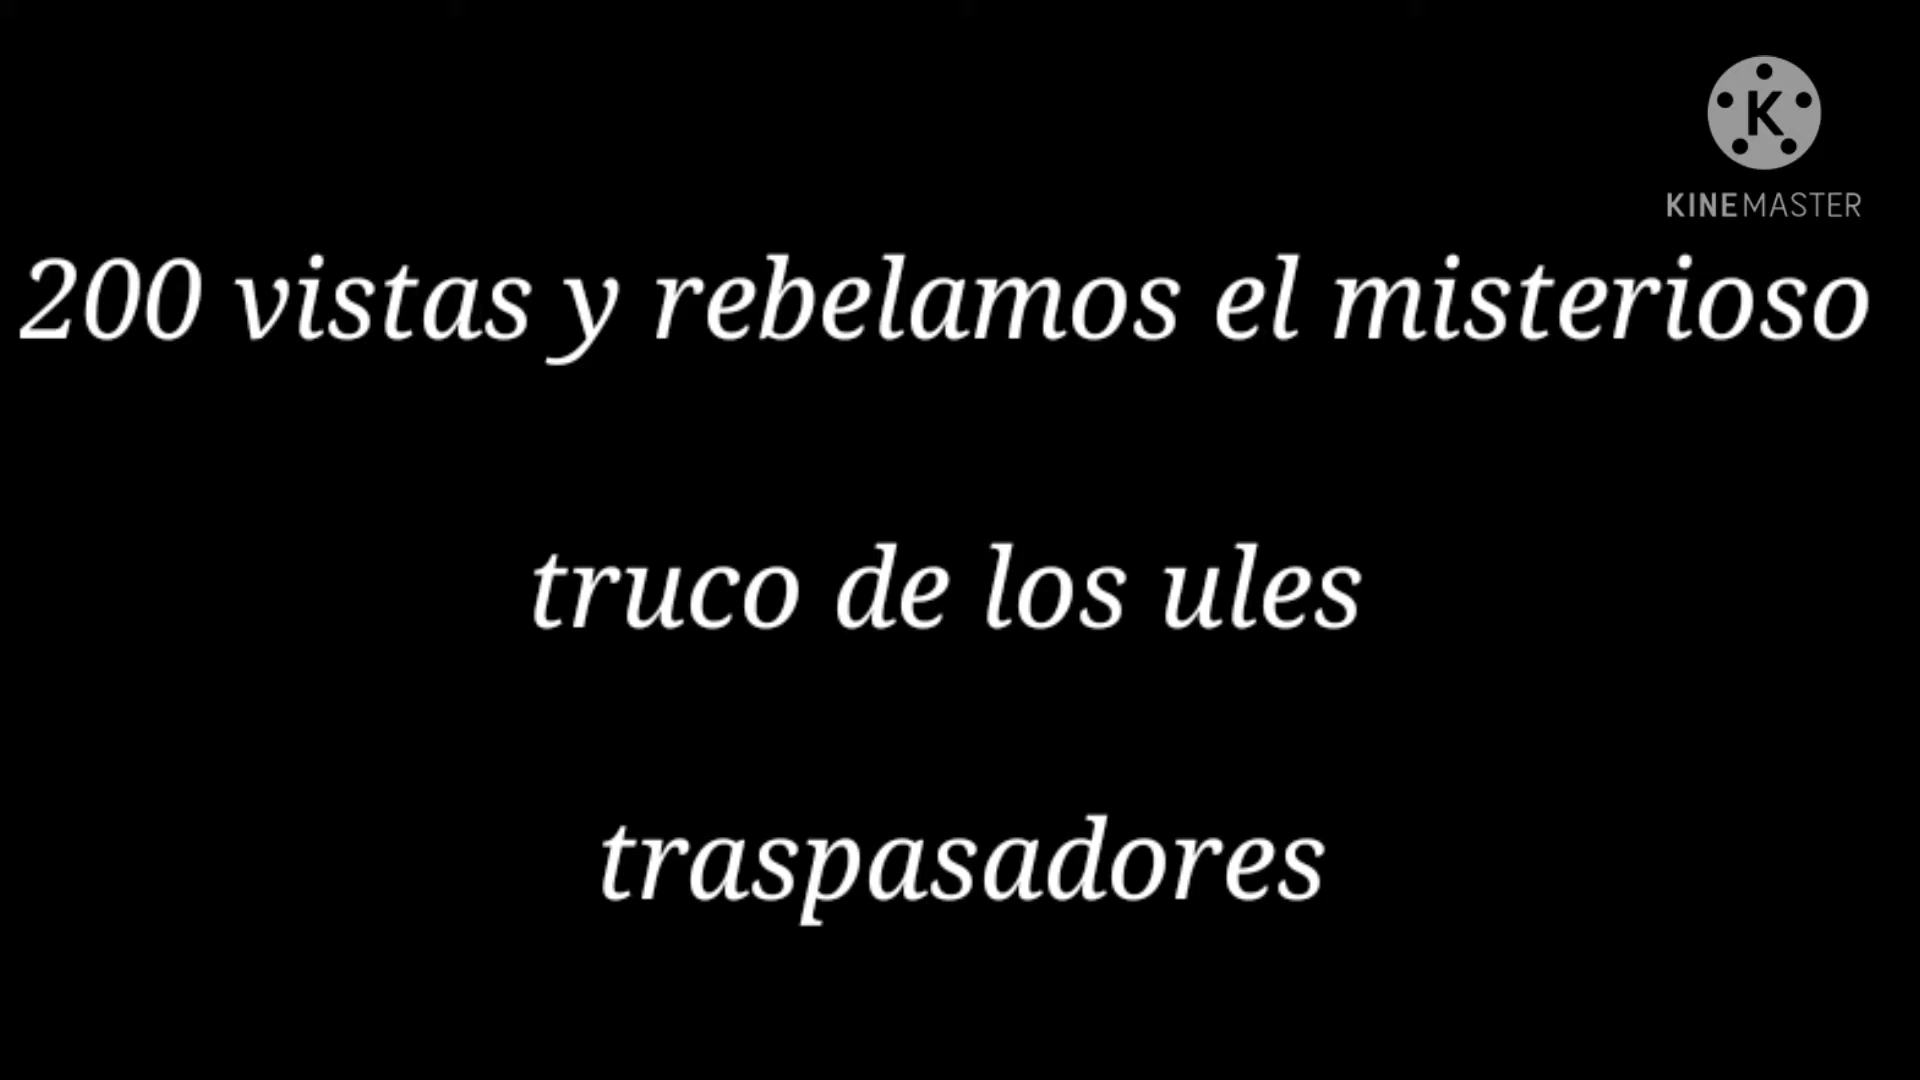 K
KINEMASTER
200 vistas y rebelamos el misterioso
truco de los ules
traspasadores